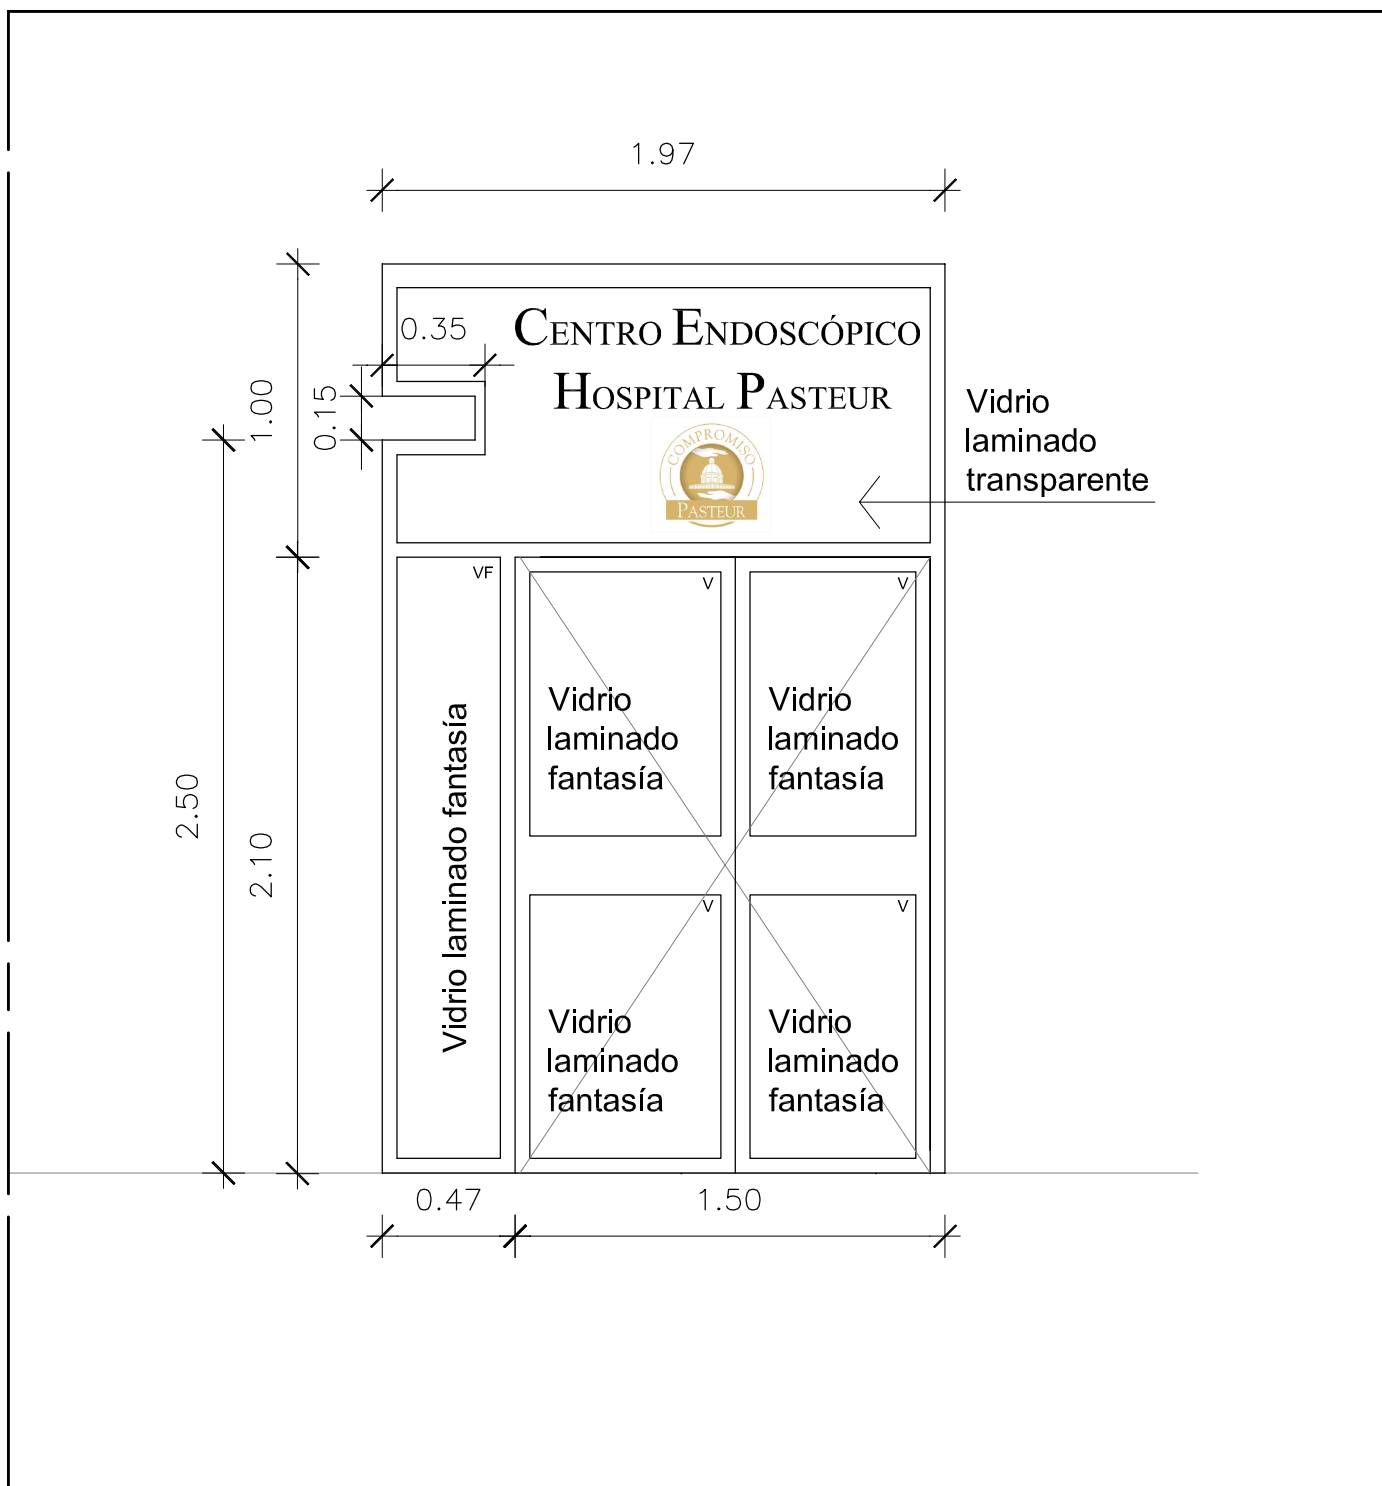 1.97
0.35
CENTRO ENDOSCÓPICO
HOSPITAL PASTEUR
COMPROMISO
PASTEUR
1.00
0.15
Vidrio
laminado
transparente
VF
V
V
Vidrio laminado fantasía
Vidrio
laminado
fantasía
Vidrio
laminado
fantasía
2.50
2.10
V
V
Vidrio
laminado
fantasía
Vidrio
laminado
fantasía
0.47
1.50